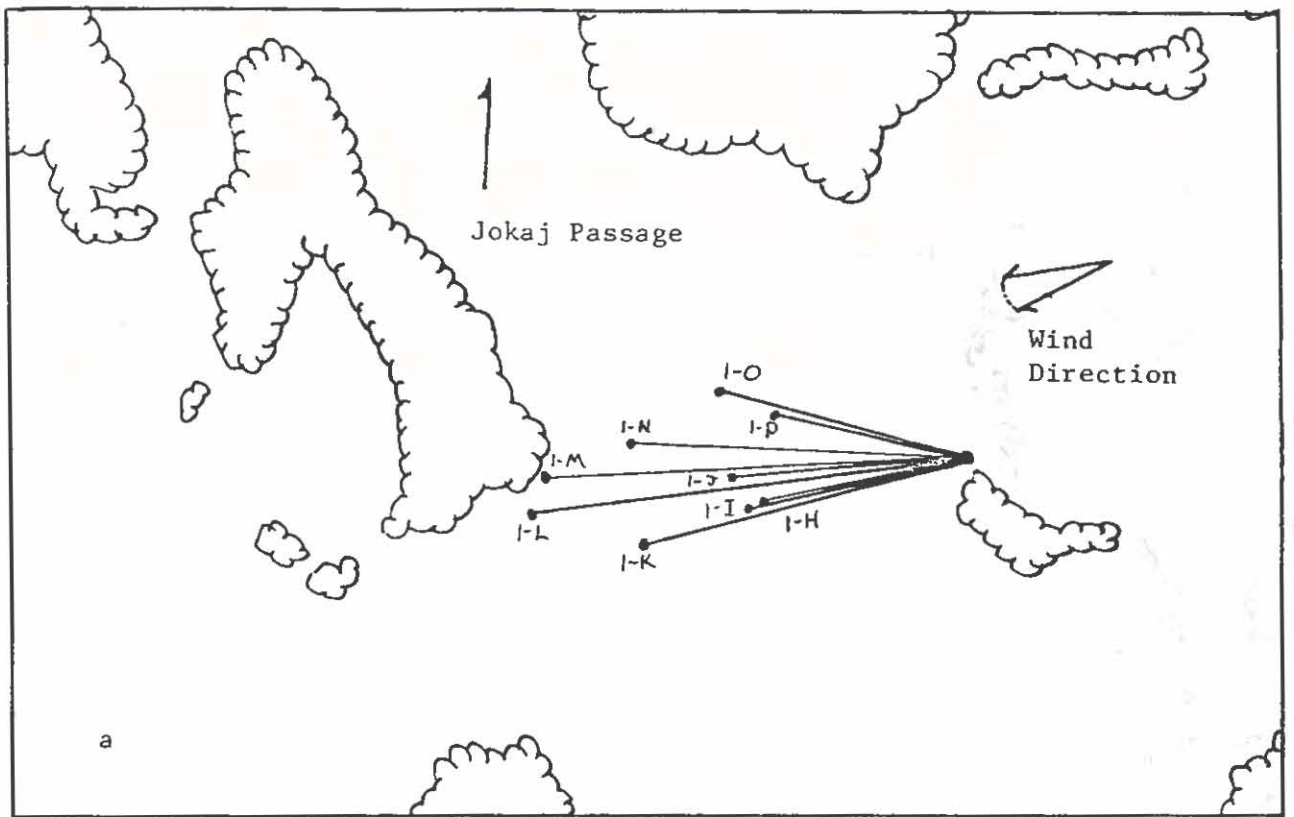 Jokaj Passage
Wind
Direction
1-O
1-P
1-N
1-M
1-J
1-I
1-H
1-L
1-K
a